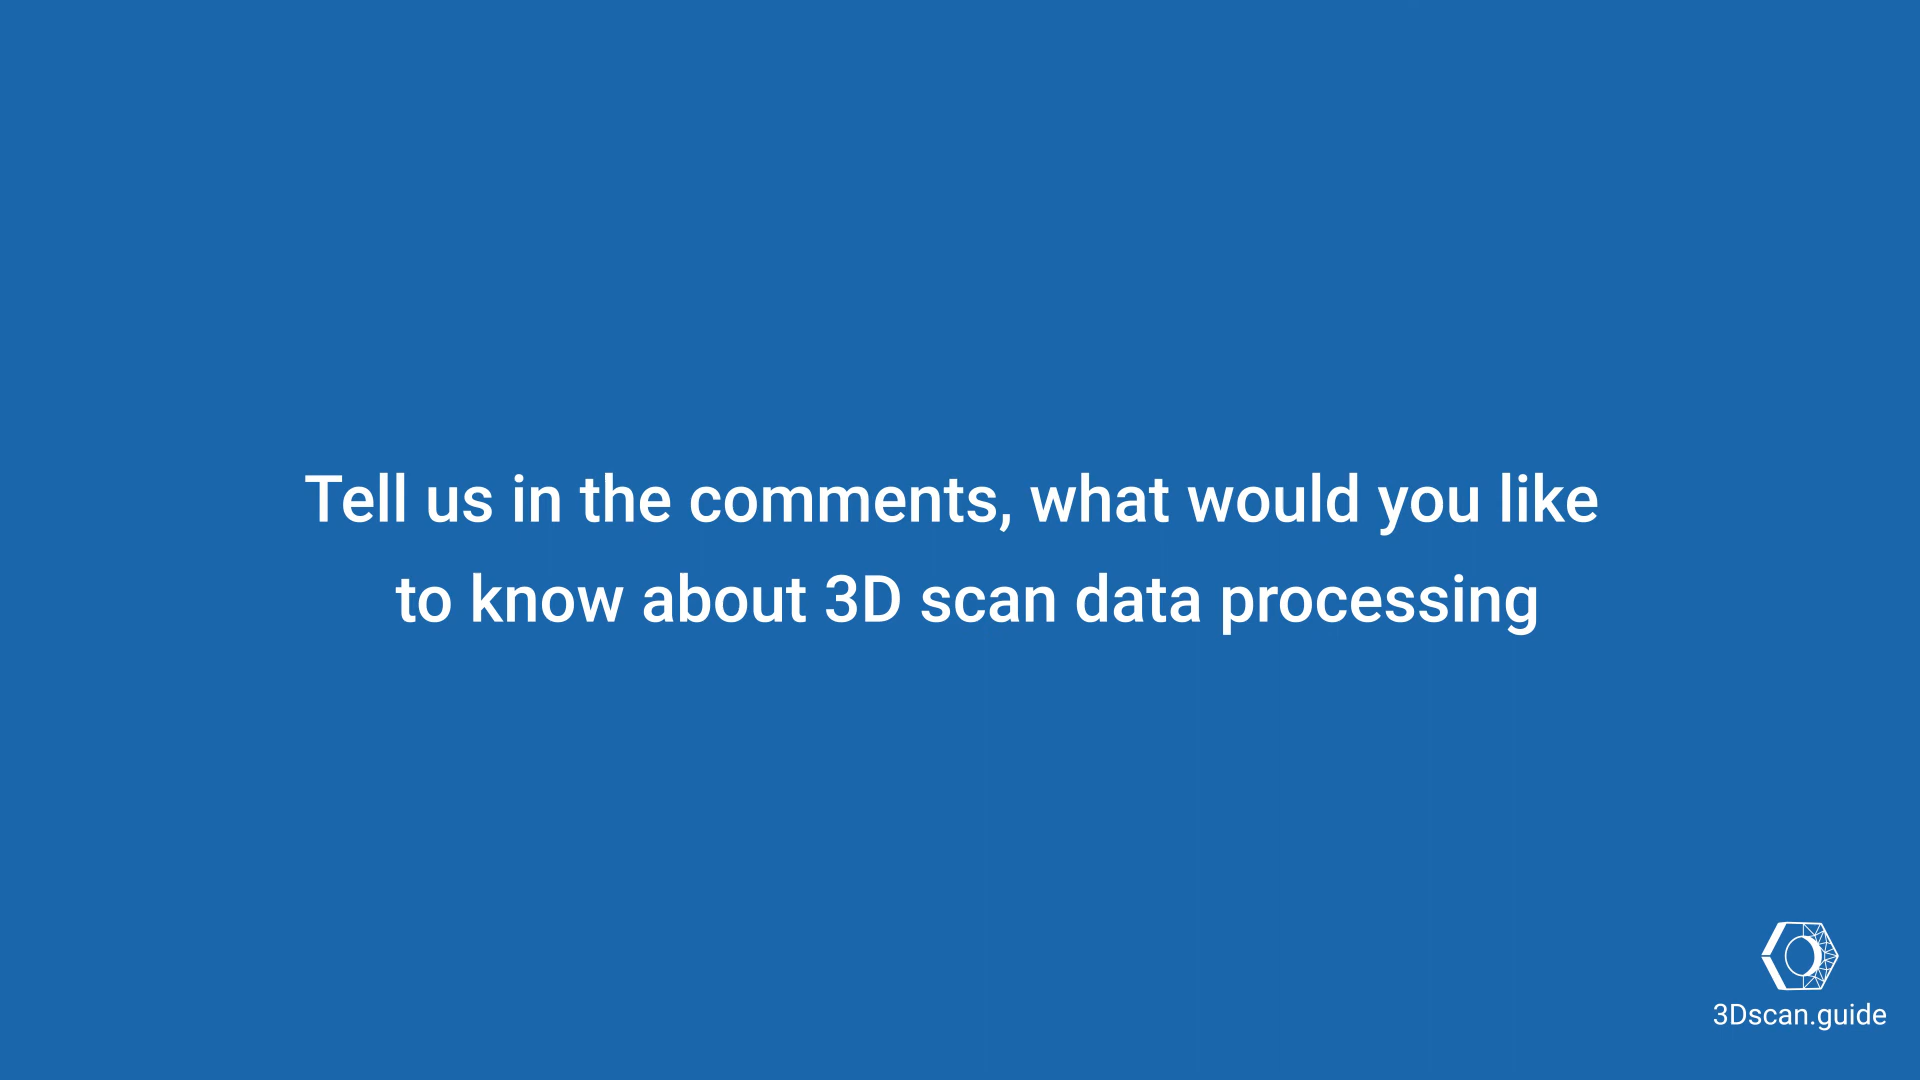 Tell us in the comments, what would you like
to know about 3D scan data processing
3Dscan.guide